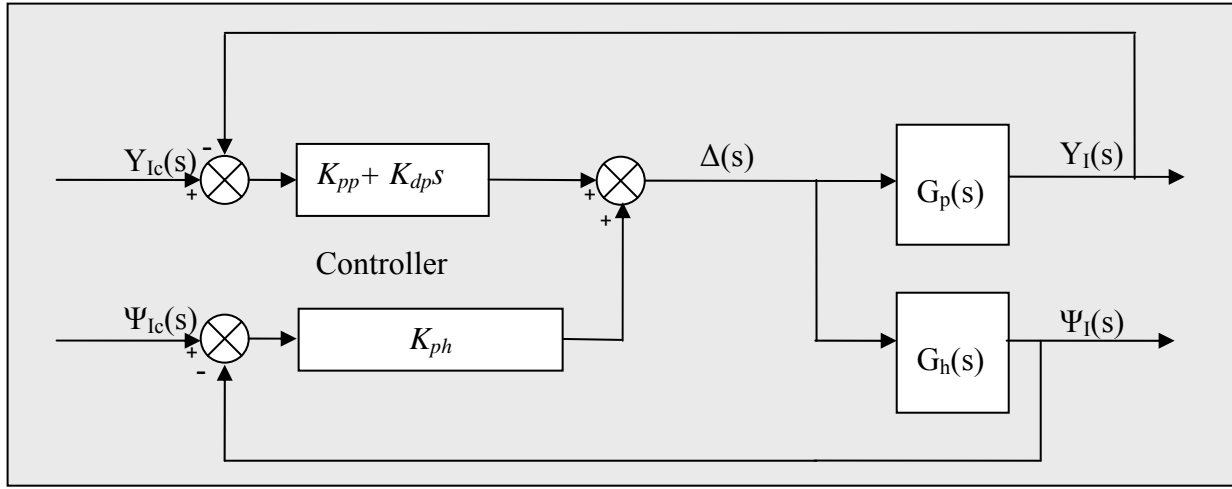 -
Y_Ic(s)
+
K_pp + K_dp s
+
+
Δ(s)
G_p(s)
Y_I(s)
Controller
Ψ_Ic(s)
+
-
K_ph
G_h(s)
Ψ_I(s)